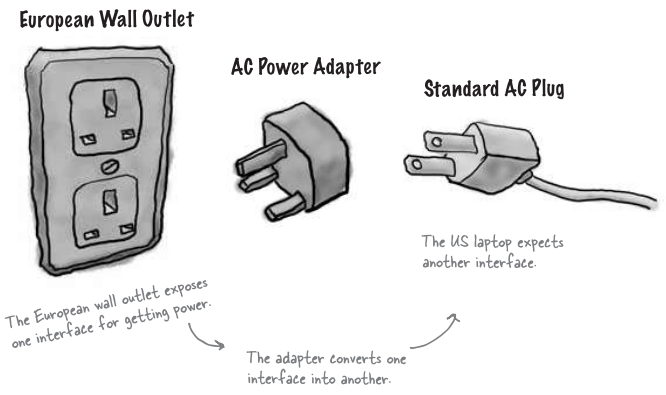 European Wall Outlet
AC Power Adapter
Standard AC Plug
The US laptop expects
another interface.
The European wall outlet exposes
one interface for getting power.
The adapter converts one
interface into another.